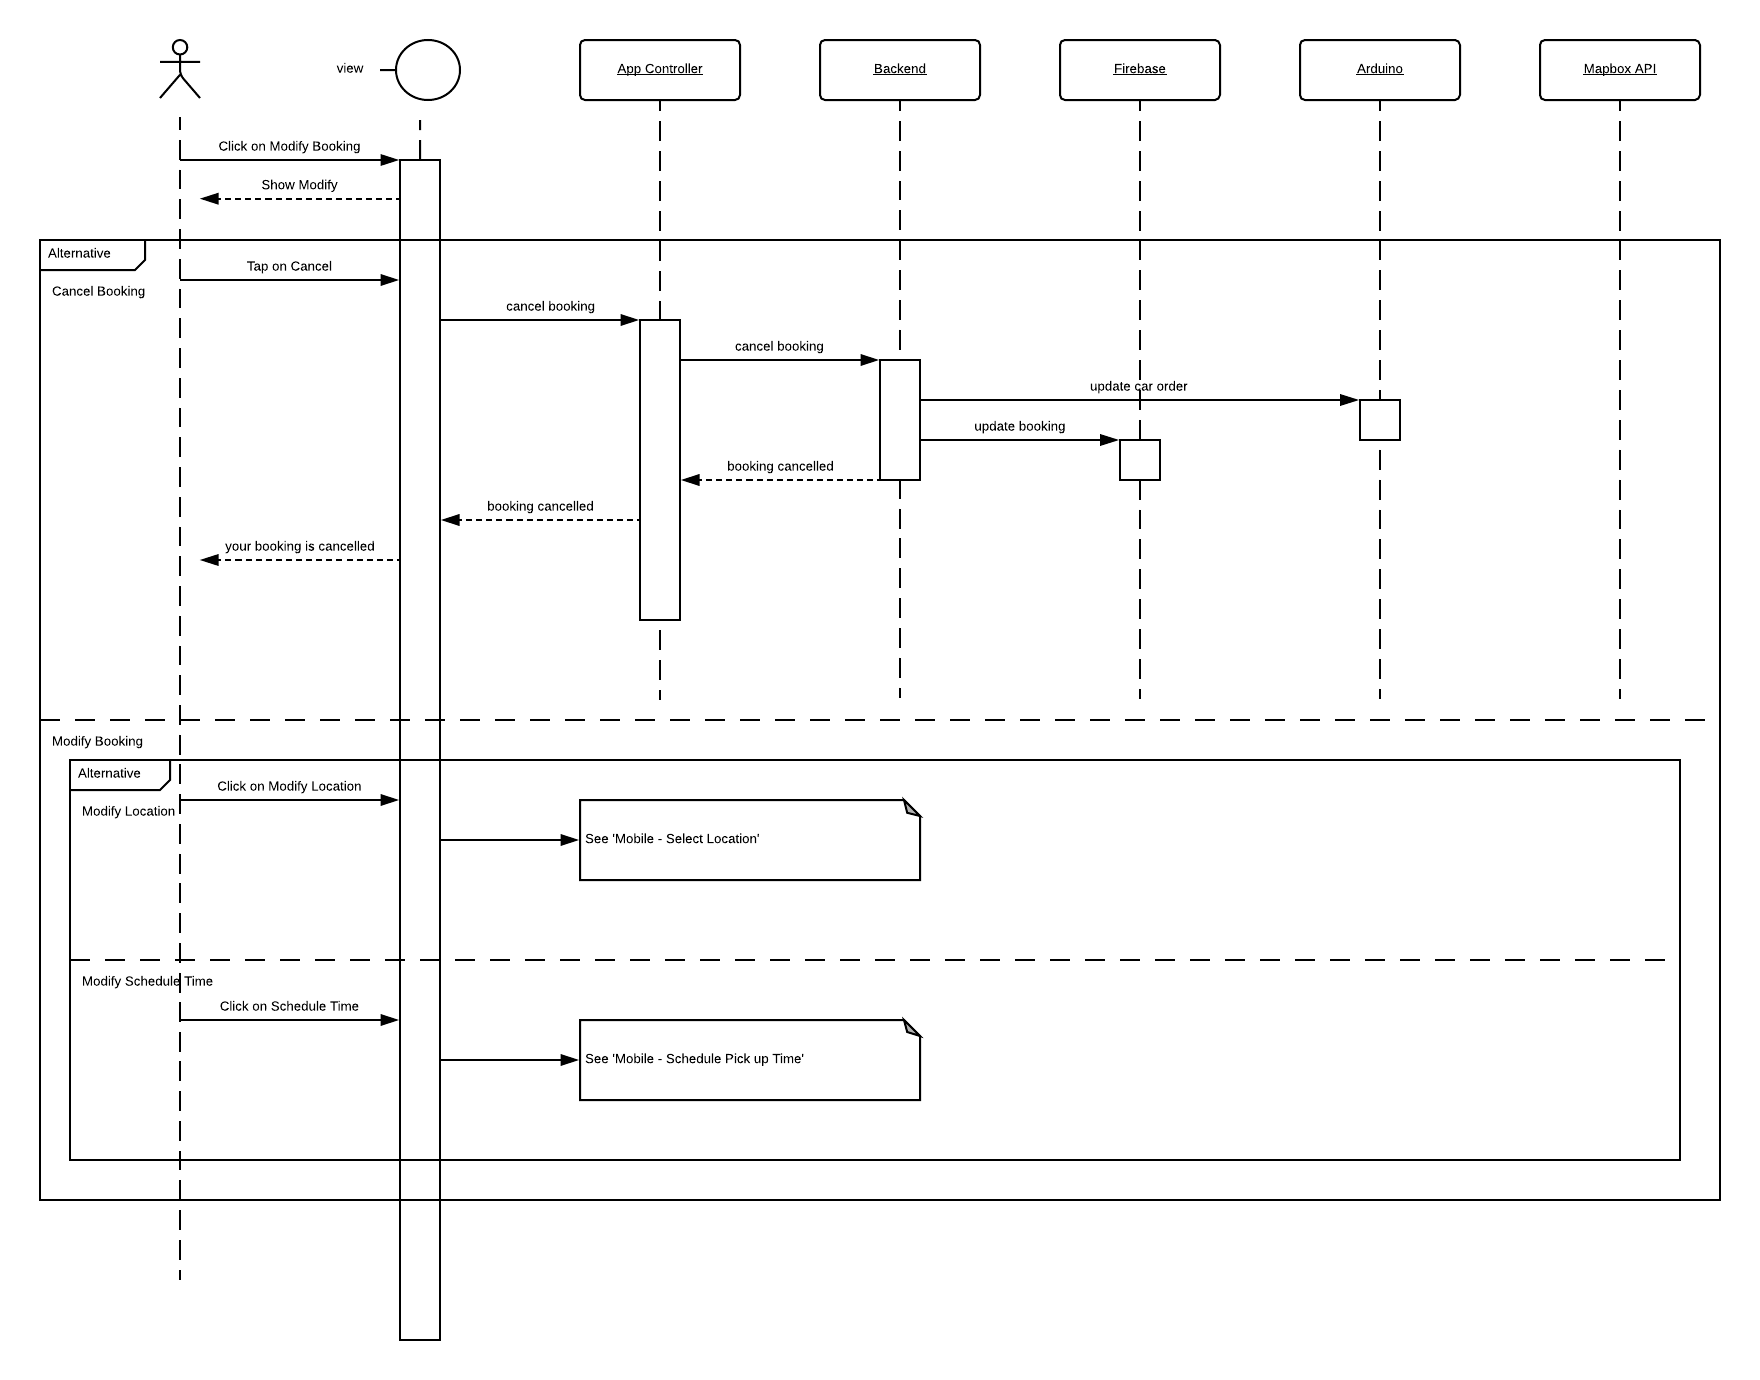 view
App Controller
Backend
Firebase
Arduino
Mapbox API
Click on Modify Booking
Show Modify
Alternative
Tap on Cancel
Cancel Booking
cancel booking
cancel booking
update car order
update booking
booking cancelled
booking cancelled
your booking is cancelled
Modify Booking
Alternative
Click on Modify Location
Modify Location
See 'Mobile - Select Location'
Modify Schedule Time
Click on Schedule Time
See 'Mobile - Schedule Pick up Time'